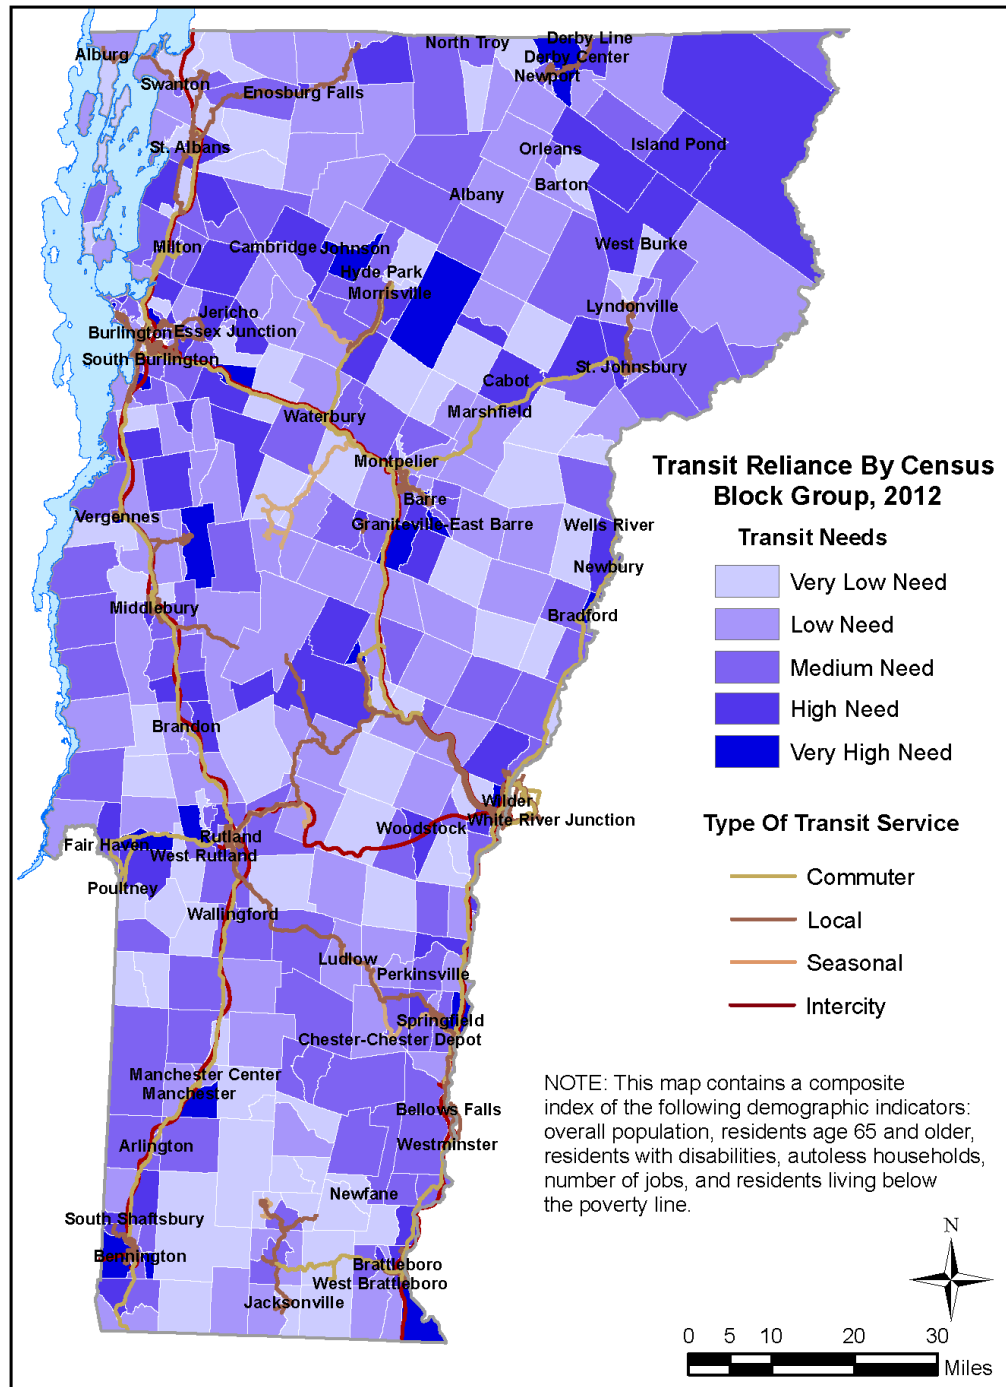 North Troy
Derby Line
Derby Center
Newport
Alburg
Swanton
Enosburg Falls
St. Albans
Orleans
Island Pond
Barton
Albany
Milton
Cambridge
Johnson
West Burke
Hyde Park
Morrisville
Lyndonville
Jericho
Burlington
Essex Junction
South Burlington
St. Johnsbury
Cabot
Marshfield
Waterbury
Montpelier
Barre
Vergennes
Graniteville-East Barre
Wells River
Newbury
Middlebury
Bradford
Brandon
Wilder
White River Junction
Woodstock
Rutland
Fair Haven
West Rutland
Poultney
Wallingford
Ludlow
Perkinsville
Springfield
Chester-Chester Depot
Manchester Center
Manchester
Bellows Falls
Arlington
Westminster
Newfane
South Shaftsbury
Bennington
Brattleboro
West Brattleboro
Jacksonville
Transit Reliance By Census
Block Group, 2012
Transit Needs
Very Low Need
Low Need
Medium Need
High Need
Very High Need
Type Of Transit Service
Commuter
Local
Seasonal
Intercity
NOTE: This map contains a composite
index of the following demographic indicators:
overall population, residents age 65 and older,
residents with disabilities, autoless households,
number of jobs, and residents living below
the poverty line.
N
0 5 10 20 30
Miles